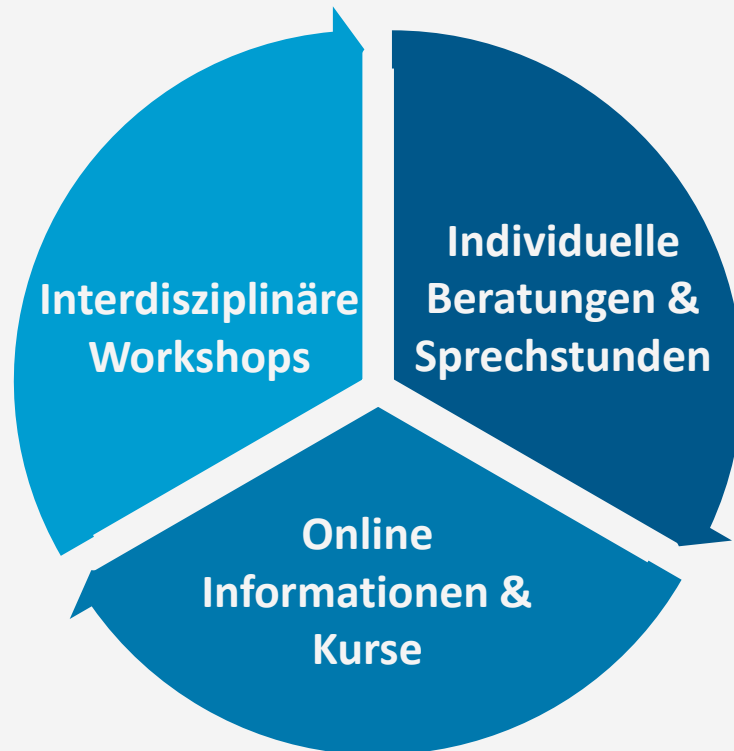 Individuelle
Beratungen &
Sprechstunden
Online
Informationen &
Kurse
Interdisziplinäre
Workshops